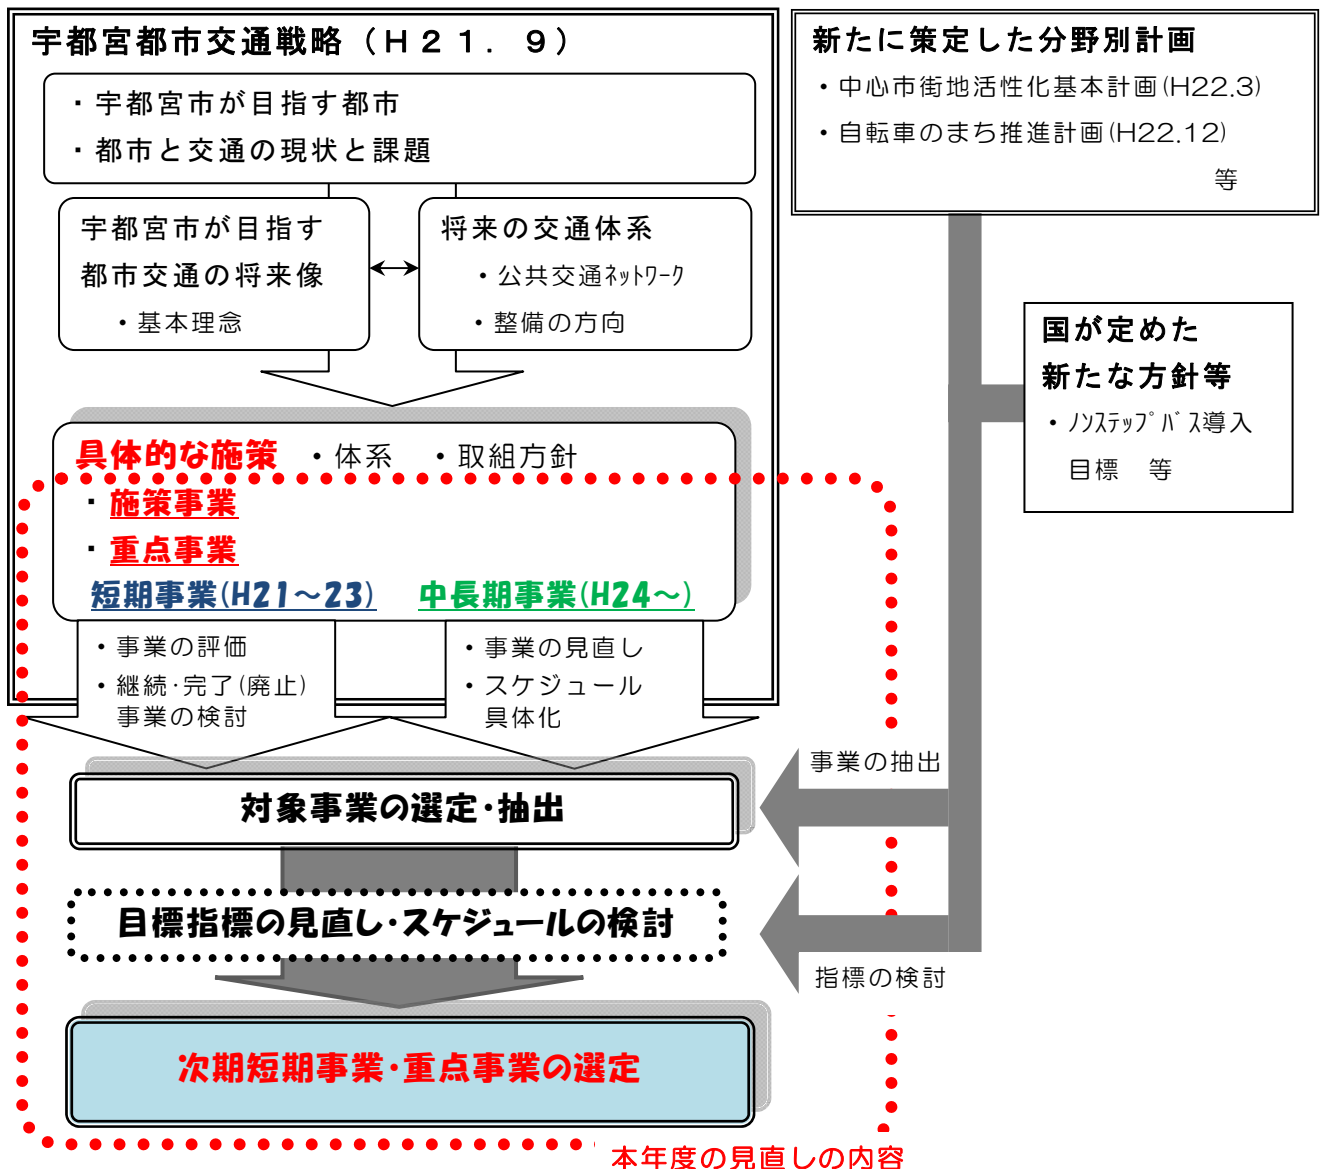 宇都宮都市交通戦略（Ｈ２１．９）
・宇都宮市が目指す都市
・都市と交通の現状と課題
宇都宮市が目指す
都市交通の将来像
・基本理念
将来の交通体系
・公共交通ﾈｯﾄﾜｰｸ
・整備の方向
具体的な施策　・体系　・取組方針
・施策事業
・重点事業
短期事業(H21～23)　中長期事業(H24～)
・事業の評価
・継続･完了(廃止)
事業の検討
・事業の見直し
・スケジュール
具体化
新たに策定した分野別計画
・中心市街地活性化基本計画(H22.3)
・自転車のまち推進計画(H22.12)
等
国が定めた
新たな方針等
・ﾉﾝｽﾃｯﾌﾟﾊﾞｽ導入
目標　等
事業の抽出
対象事業の選定･抽出
目標指標の見直し･スケジュールの検討
指標の検討
次期短期事業･重点事業の選定
本年度の見直しの内容